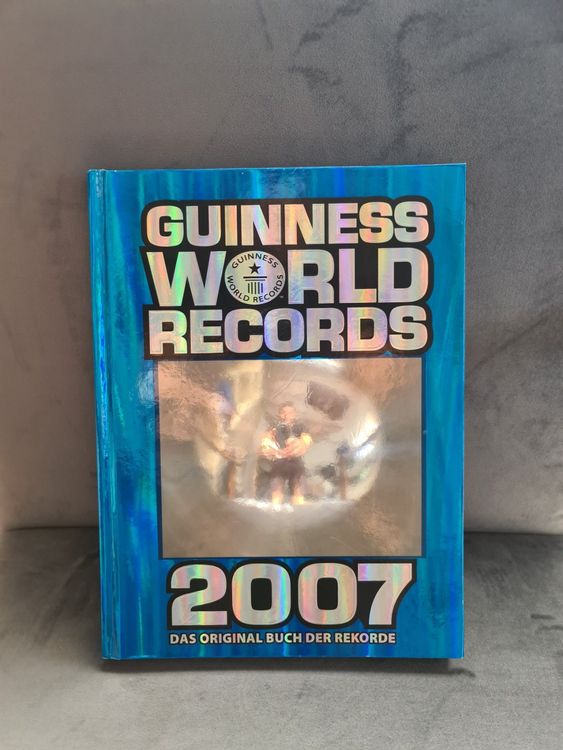 GUINNESS
WORLD
GUINNESS
WORLD RECORDS
RECORDS
2007
DAS ORIGINAL BUCH DER REKORDE